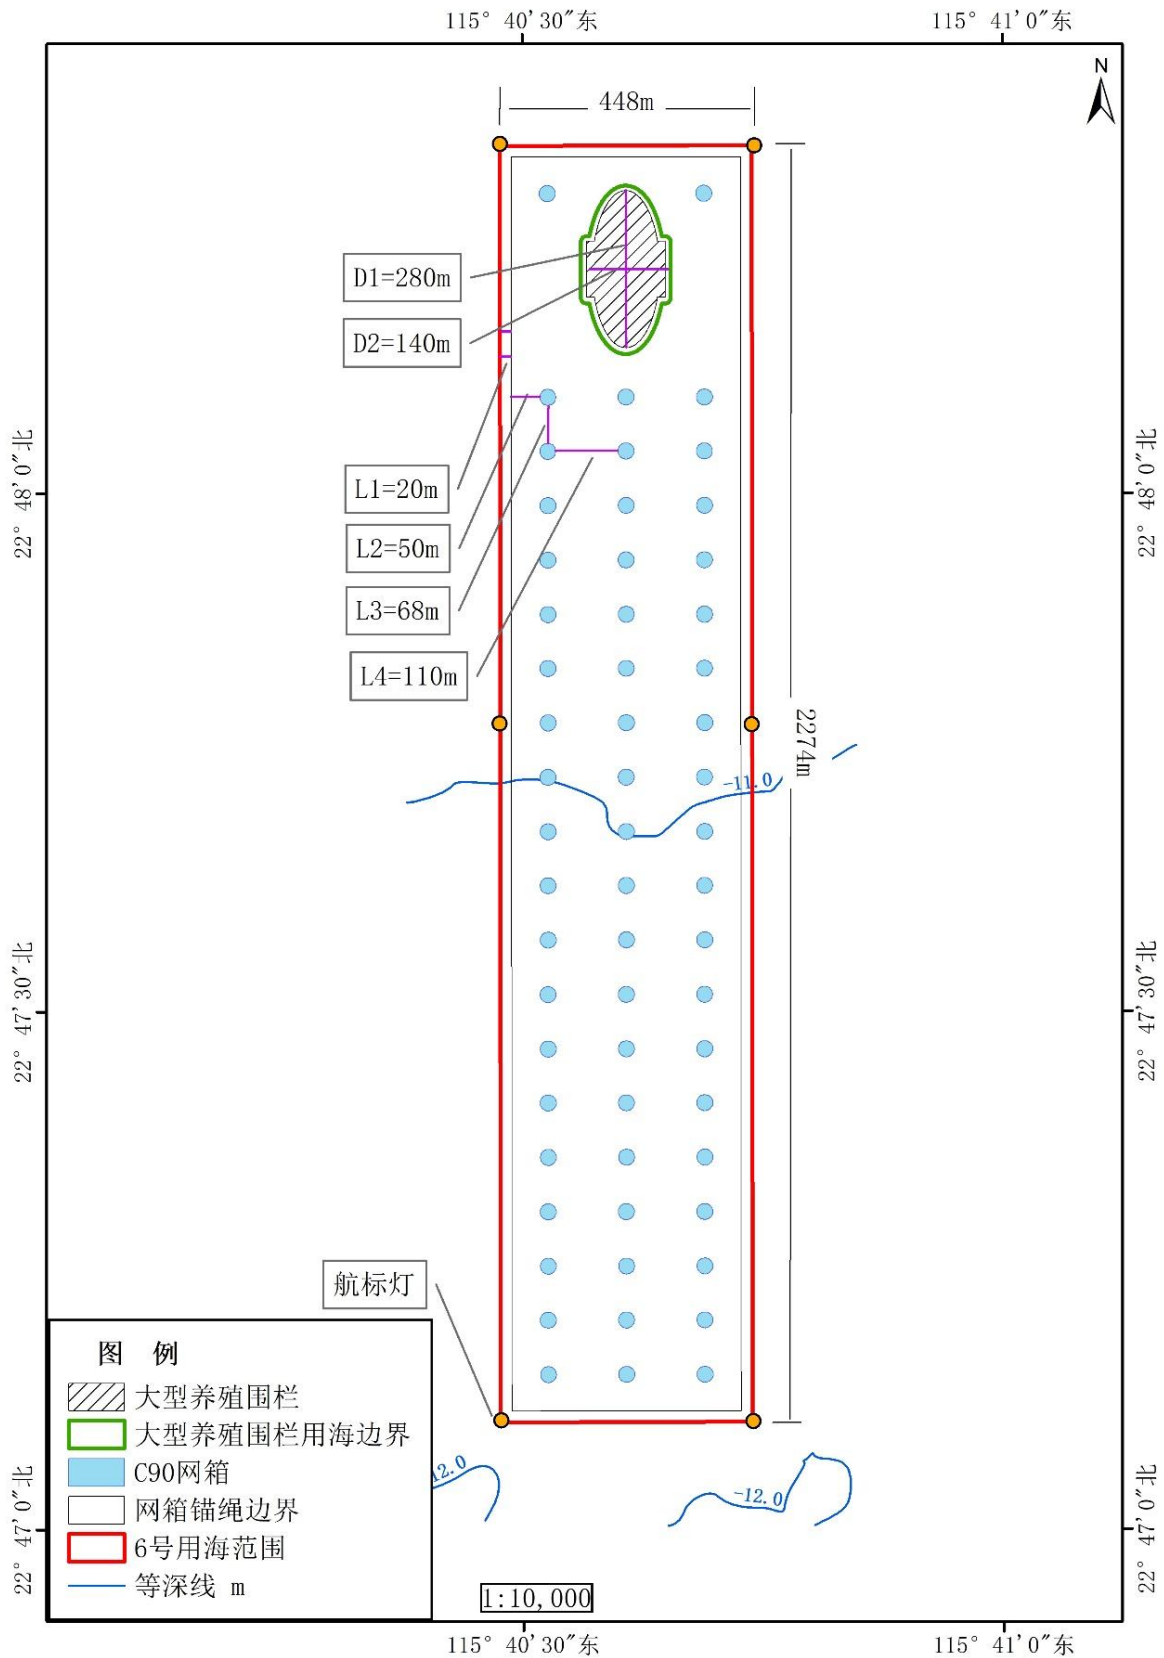 115° 40'30"东
115° 41'0"东
N
448m
D1=280m
D2=140m
22° 48'0"北
22° 48'0"北
L1=20m
L2=50m
L3=68m
L4=110m
2274m
-11.0
22° 47'30"北
22° 47'30"北
航标灯
图 例
大型养殖围栏
大型养殖围栏用海边界
C90网箱
网箱锚绳边界
6号用海范围
等深线 m
12.0
-12.0
22° 47'0"北
22° 47'0"北
1:10,000
115° 40'30"东
115° 41'0"东